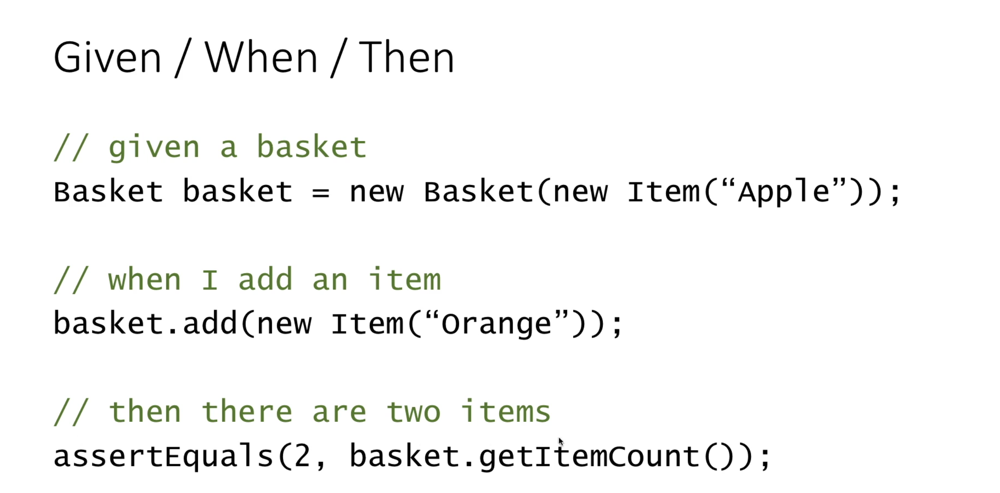 Given / When / Then
// given a basket
Basket basket = new Basket(new Item(“Apple”));
// when I add an item
basket.add(new Item(“Orange”));
// then there are two items
assertEquals(2, basket.getItemCount());